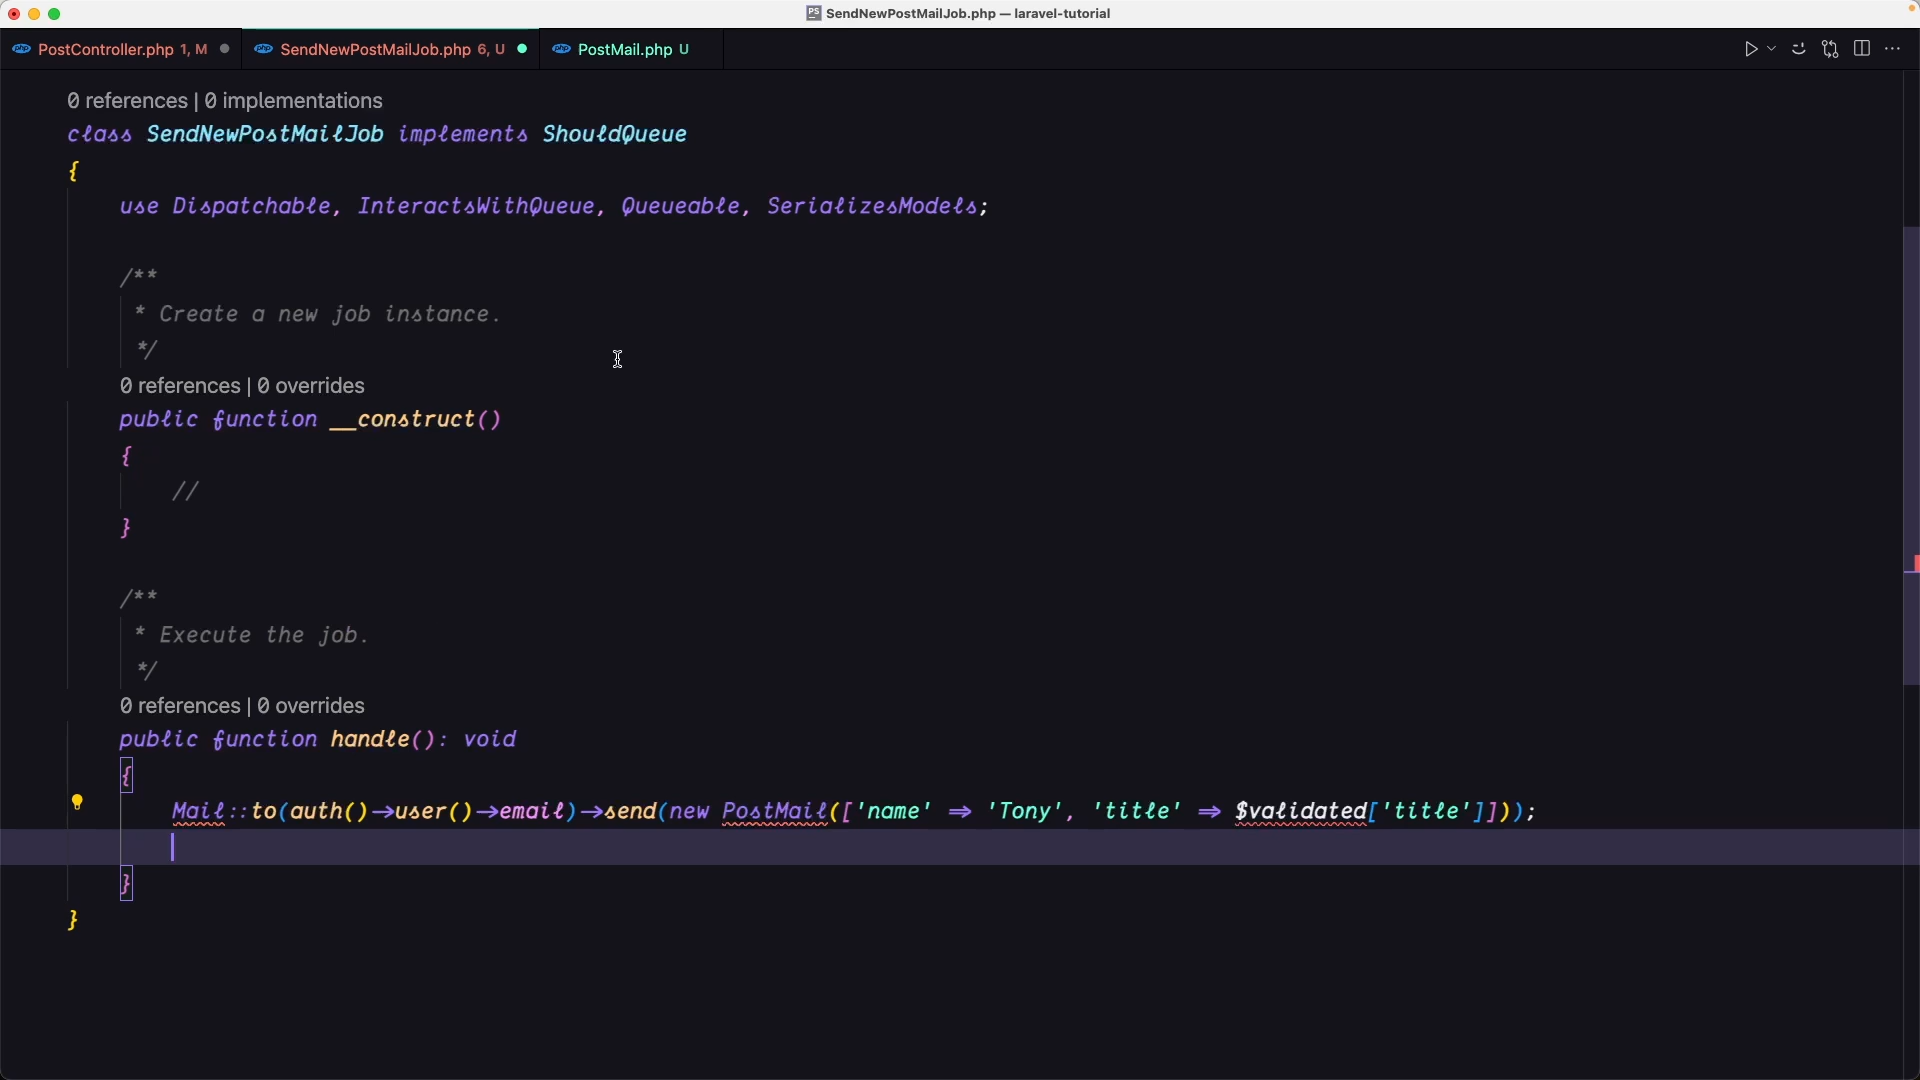 SendNewPostMailJob.php — laravel-tutorial
PostController.php 1, M SendNewPostMailJob.php 6, U PostMail.php U
0 references | 0 implementations
class SendNewPostMailJob implements ShouldQueue
{
use Dispatchable, InteractsWithQueue, Queueable, SerializesModels;
/**
* Create a new job instance.
*/
0 references | 0 overrides
public function __construct()
{
//
}
/**
* Execute the job.
*/
0 references | 0 overrides
public function handle(): void
{
Mail::to(auth()->user()->email)->send(new PostMail(['name' => 'Tony', 'title' => $validated['title']]));
}
}